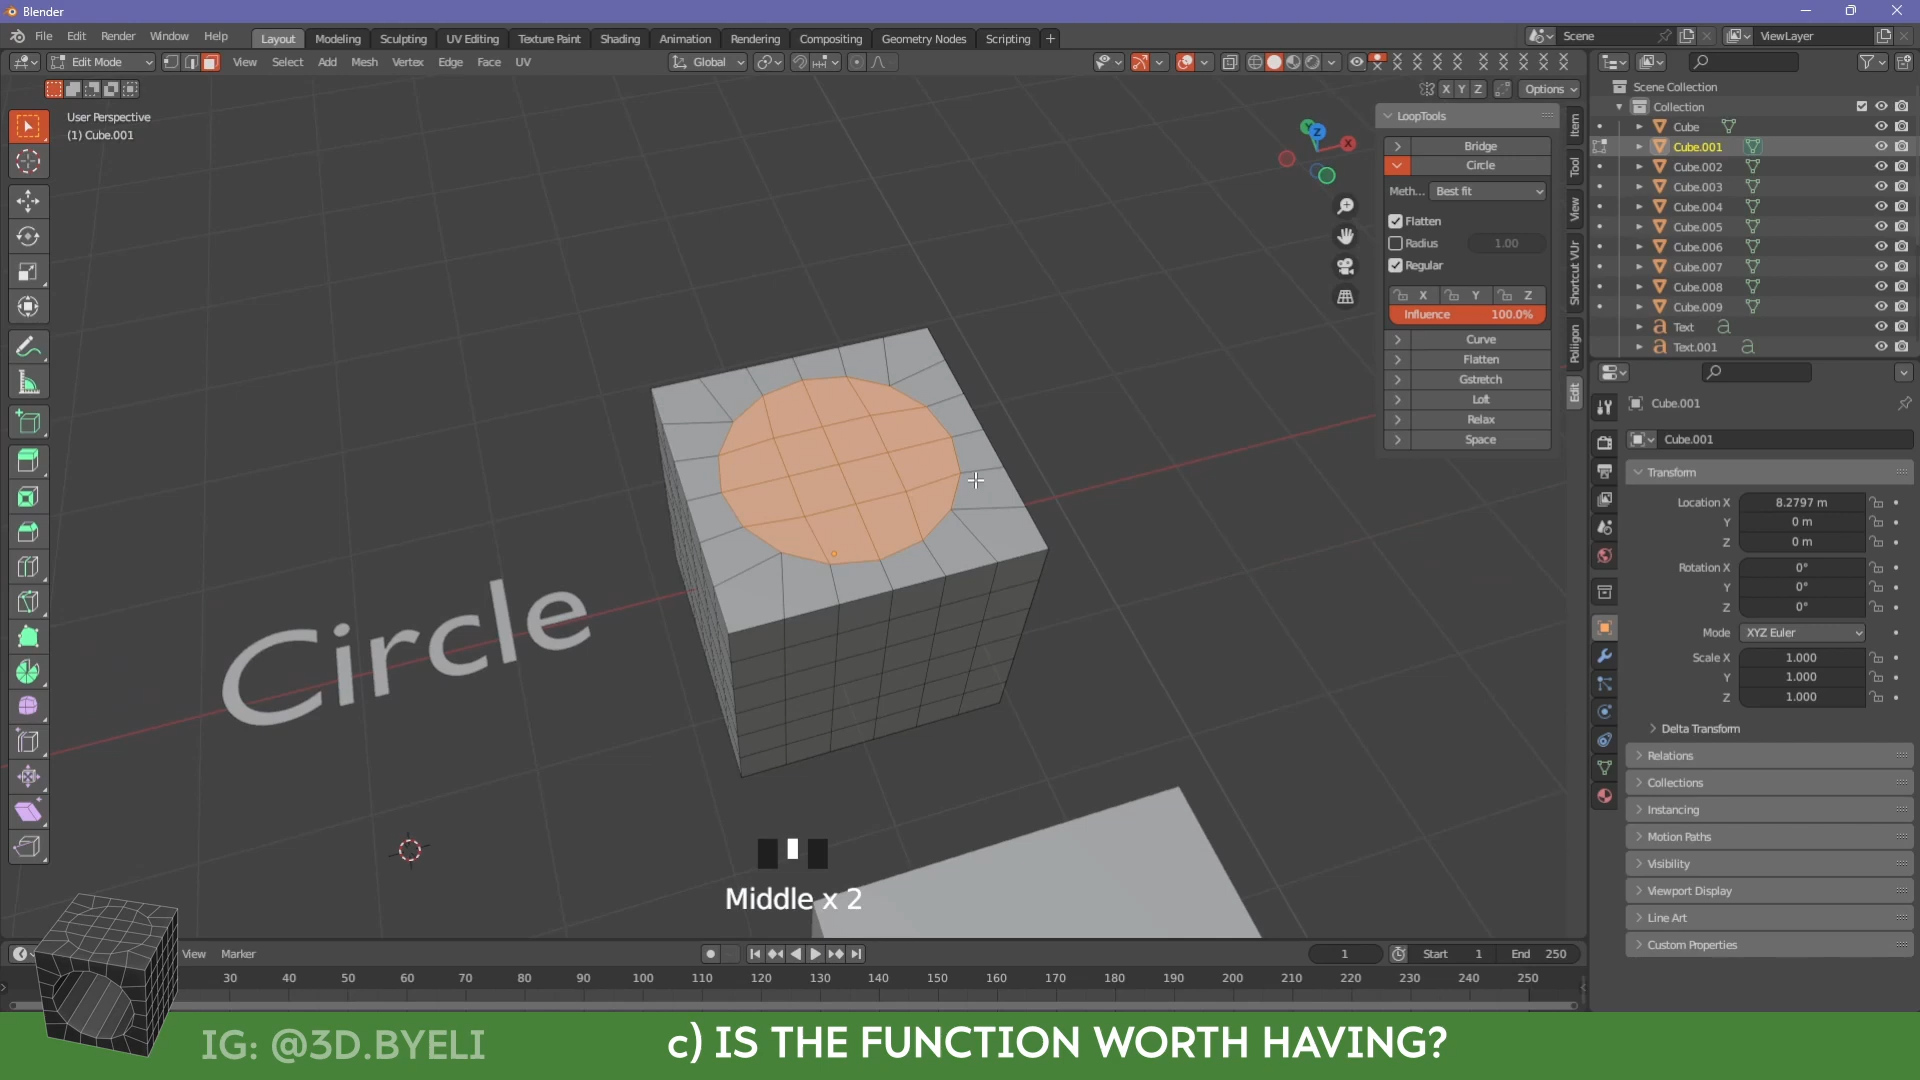 Blender
File Edit Render Window Help Layout Modeling Sculpting UV Editing Texture Paint Shading Animation Rendering Compositing Geometry Nodes Scripting + Scene ViewLayer
Edit Mode View Select Add Mesh Vertex Edge Face UV Global
X Y Z Options
User Perspective
(1) Cube.001
LoopTools
Bridge
Circle
Meth... Best fit
Flatten
Radius 1.00
Regular
X Y Z
Influence 100.0%
Curve
Flatten
Gstretch
Loft
Relax
Space
Item
Tool
View
Shortcut VUr
Poliigon
Edit
Y Z X
Circle
Middle x 2
Scene Collection
Collection
Cube
Cube.001
Cube.002
Cube.003
Cube.004
Cube.005
Cube.006
Cube.007
Cube.008
Cube.009
Text
Text.001
Cube.001
Cube.001
Transform
Location X 8.2797 m
Y 0 m
Z 0 m
Rotation X 0°
Y 0°
Z 0°
Mode XYZ Euler
Scale X 1.000
Y 1.000
Z 1.000
Delta Transform
Relations
Collections
Instancing
Motion Paths
Visibility
Viewport Display
Line Art
Custom Properties
View Marker 1 Start 1 End 250
30 40 50 60 70 80 90 100 110 120 130 140 150 160 170 180 190 200 210 220 230 240 250
IG: @3D.BYELI
c) IS THE FUNCTION WORTH HAVING?